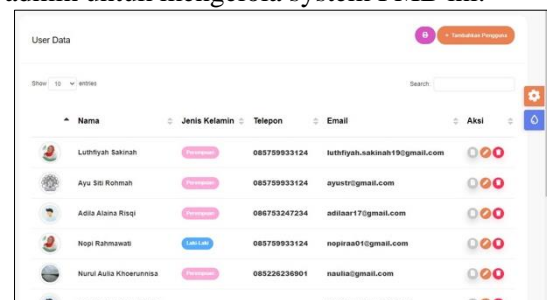 admin untuk mengelola system PMB ini.
User Data
+ Tambahkan Pengguna
Show 10 entries
Search:
Nama Jenis Kelamin Telepon Email Aksi
Luthfiyah Sakinah Perempuan 085759933124 luthfiyah.sakinah19@gmail.com
Ayu Siti Rohmah Perempuan 085759933124 ayustr@gmail.com
Adila Alaina Risqi Perempuan 086753247234 adilaar17@gmail.com
Nopi Rahmawati Laki-Laki 085759933124 nopiraa01@gmail.com
Nurul Aulia Khoerunnisa Perempuan 085226236901 naulia@gmail.com